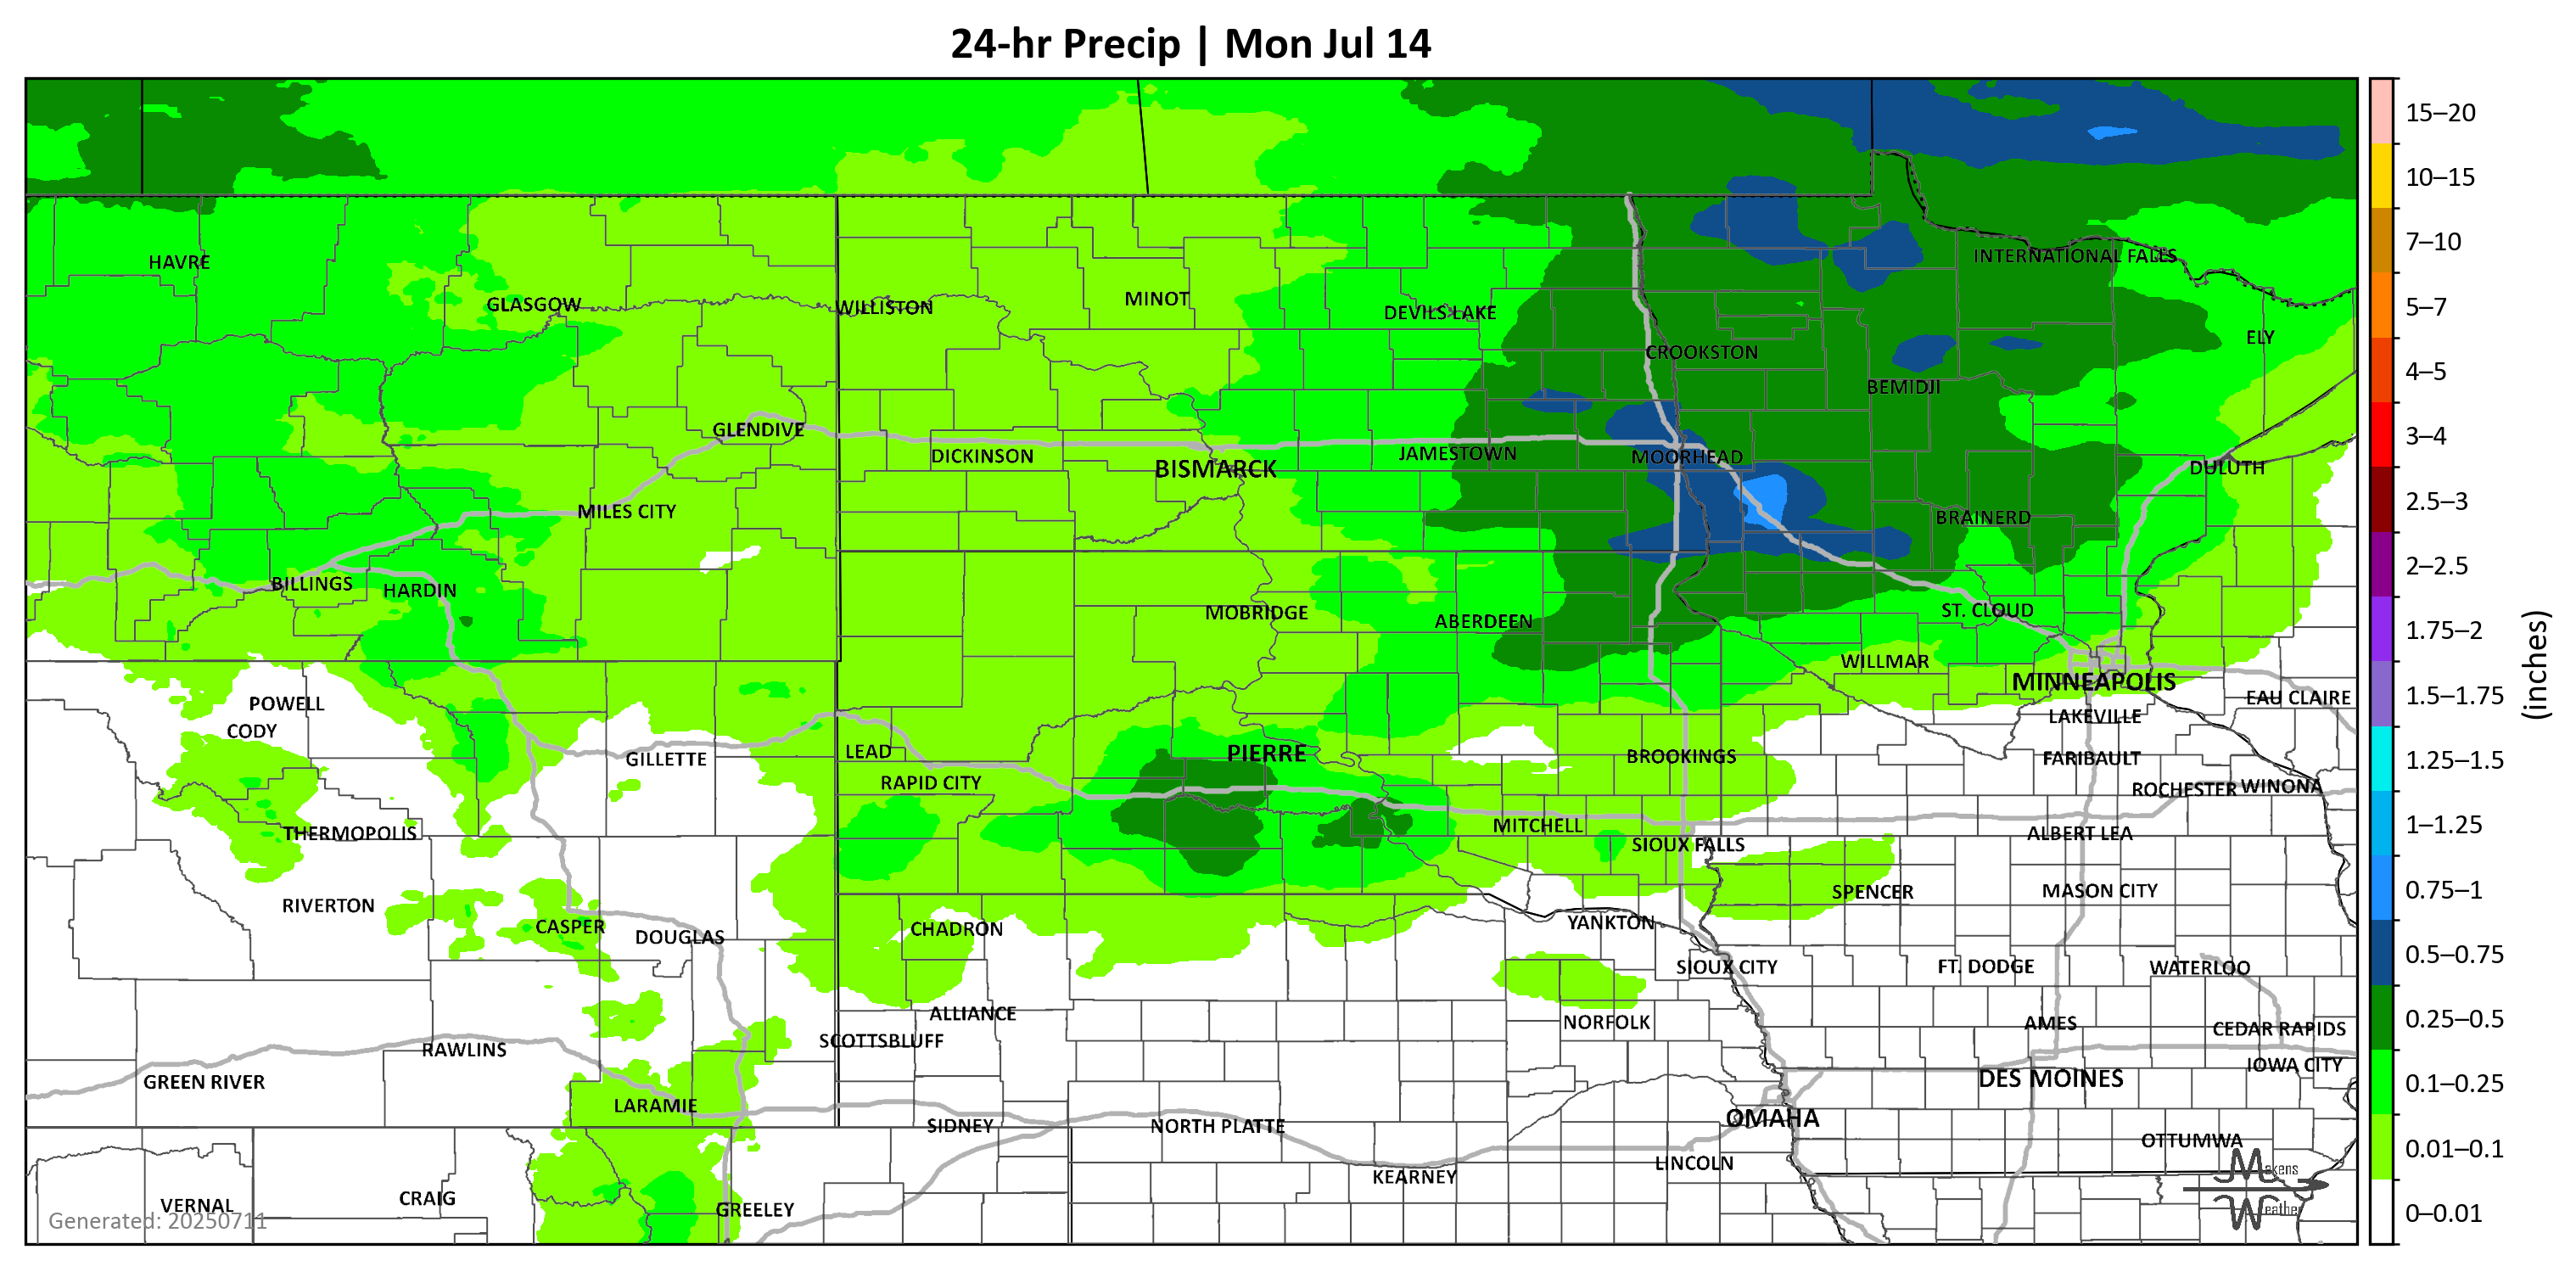 24-hr Precip | Mon Jul 14
HAVRE
GLASGOW
WILLISTON
MINOT
DEVILS LAKE
INTERNATIONAL FALLS
ELY
CROOKSTON
BEMIDJI
GLENDIVE
DICKINSON
BISMARCK
JAMESTOWN
MOORHEAD
DULUTH
MILES CITY
BRAINERD
BILLINGS
HARDIN
MOBRIDGE
ABERDEEN
ST. CLOUD
WILLMAR
MINNEAPOLIS
EAU CLAIRE
POWELL
CODY
LAKEVILLE
GILLETTE
LEAD
PIERRE
BROOKINGS
FARIBAULT
RAPID CITY
ROCHESTER
WINONA
THERMOPOLIS
MITCHELL
SIOUX FALLS
ALBERT LEA
RIVERTON
SPENCER
MASON CITY
CASPER
DOUGLAS
CHADRON
YANKTON
SIOUX CITY
FT. DODGE
WATERLOO
ALLIANCE
NORFOLK
AMES
CEDAR RAPIDS
SCOTTSBLUFF
RAWLINS
IOWA CITY
GREEN RIVER
DES MOINES
LARAMIE
OMAHA
SIDNEY
NORTH PLATTE
OTTUMWA
LINCOLN
KEARNEY
VERNAL
CRAIG
GREELEY
Generated: 20250711
Makens
Weather
15–20
10–15
7–10
5–7
4–5
3–4
2.5–3
2–2.5
1.75–2
1.5–1.75
1.25–1.5
1–1.25
0.75–1
0.5–0.75
0.25–0.5
0.1–0.25
0.01–0.1
0–0.01
(inches)